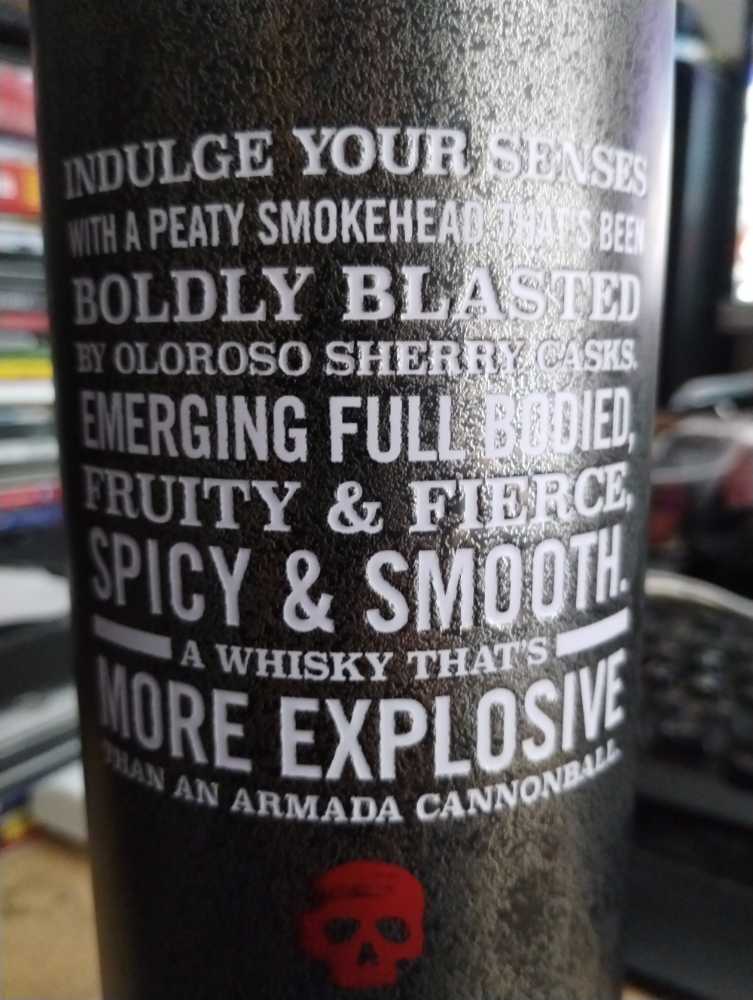 INDULGE YOUR SENSES
WITH A PEATY SMOKEHEAD THAT'S BEEN
BOLDLY BLASTED
BY OLOROSO SHERRY CASKS.
EMERGING FULL BODIED,
FRUITY & FIERCE,
SPICY & SMOOTH.
A WHISKY THAT'S
MORE EXPLOSIVE
THAN AN ARMADA CANNONBALL.